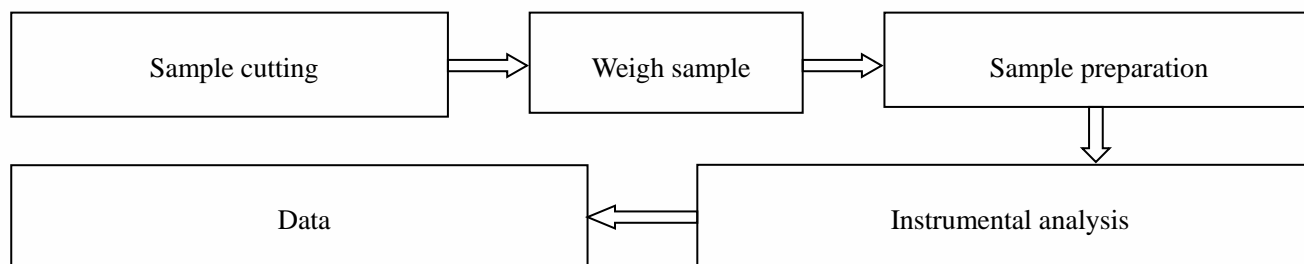 Sample cutting
Weigh sample
Sample preparation
Instrumental analysis
Data